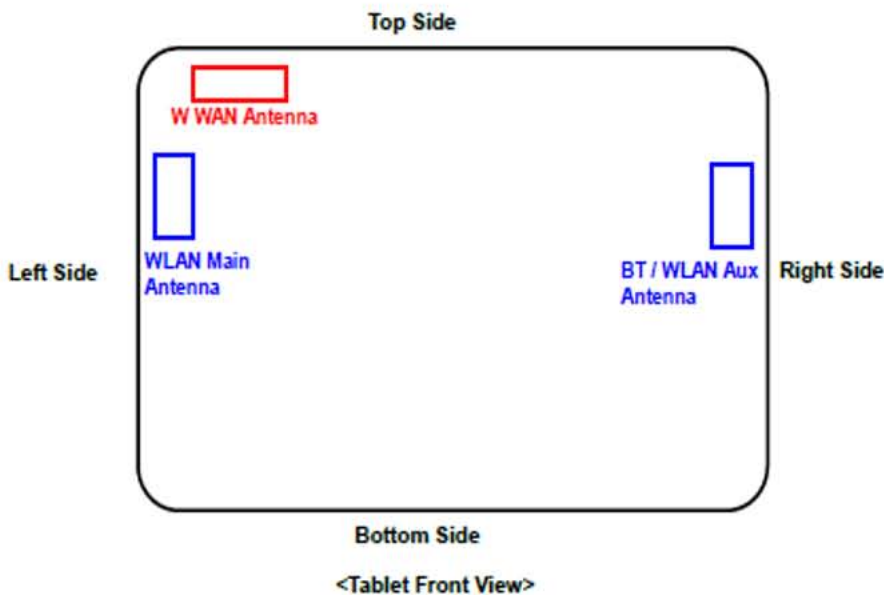 Top Side
W WAN Antenna
Left Side
WLAN Main
Antenna
BT / WLAN Aux
Antenna
Right Side
Bottom Side
<Tablet Front View>